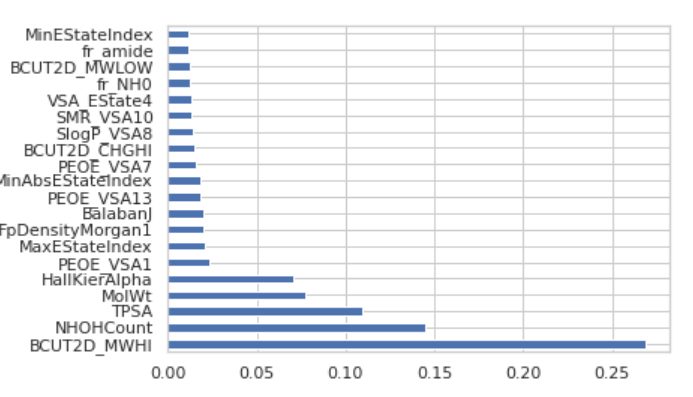 MinEStateIndex
fr_amide
BCUT2D_MWLOW
fr_NH0
VSA_EState4
SMR_VSA10
SlogP_VSA8
BCUT2D_CHGHI
PEOE_VSA7
MinAbsEStateIndex
PEOE_VSA13
BalabanJ
FpDensityMorgan1
MaxEStateIndex
PEOE_VSA1
HallKierAlpha
MolWt
TPSA
NHOHCount
BCUT2D_MWHI
0.00 0.05 0.10 0.15 0.20 0.25